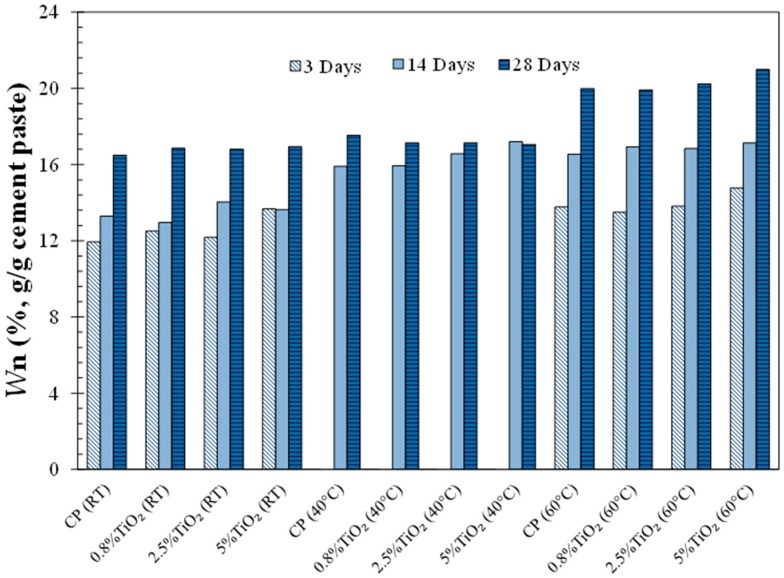 24
20
16
12
8
4
0
Wn (%, g/g cement paste)
3 Days 14 Days 28 Days
CP (RT)
0.8%TiO₂ (RT)
2.5%TiO₂ (RT)
5%TiO₂ (RT)
CP (40°C)
0.8%TiO₂ (40°C)
2.5%TiO₂ (40°C)
5%TiO₂ (40°C)
CP (60°C)
0.8%TiO₂ (60°C)
2.5%TiO₂ (60°C)
5%TiO₂ (60°C)